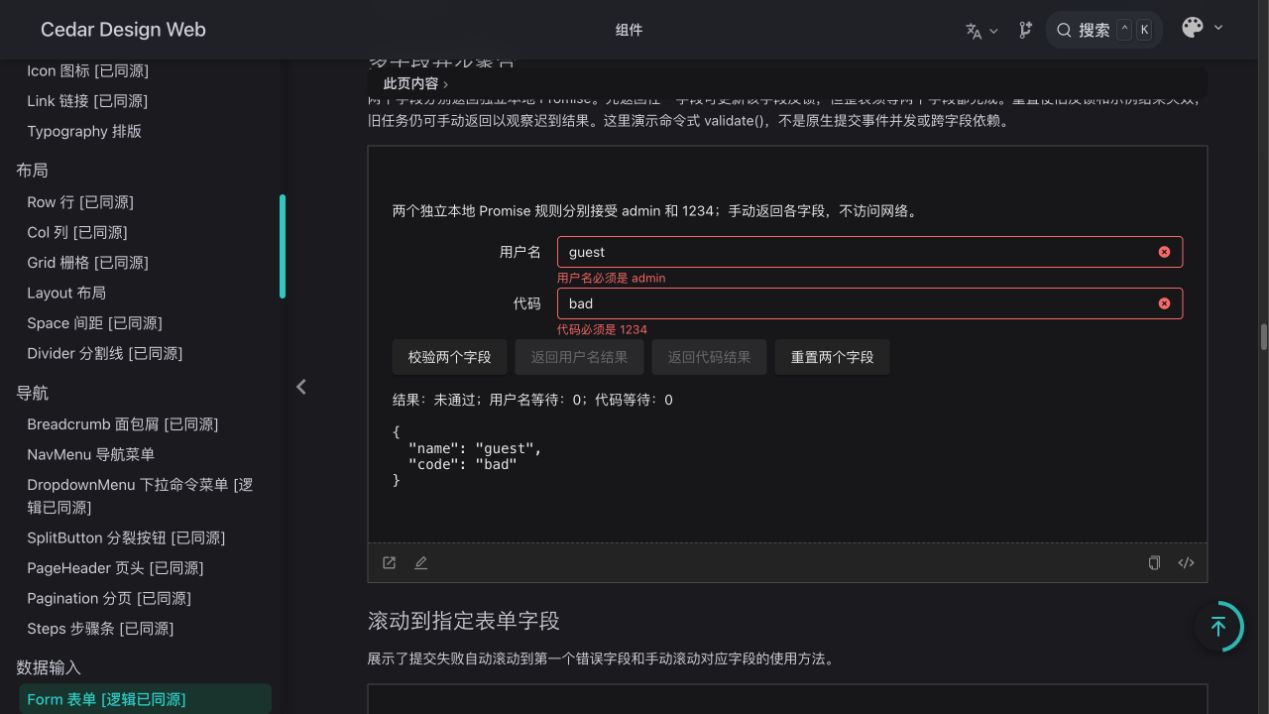 Cedar Design Web
组件
搜索 ^ K
Icon 图标 [已同源]
Link 链接 [已同源]
Typography 排版
布局
Row 行 [已同源]
Col 列 [已同源]
Grid 栅格 [已同源]
Layout 布局
Space 间距 [已同源]
Divider 分割线 [已同源]
导航
Breadcrumb 面包屑 [已同源]
NavMenu 导航菜单
DropdownMenu 下拉命令菜单 [逻
辑已同源]
SplitButton 分裂按钮 [已同源]
PageHeader 页头 [已同源]
Pagination 分页 [已同源]
Steps 步骤条 [已同源]
数据输入
Form 表单 [逻辑已同源]
此页内容 ›
旧任务仍可手动返回以观察迟到结果。这里演示命令式 validate()，不是原生提交事件并发或跨字段依赖。
两个独立本地 Promise 规则分别接受 admin 和 1234；手动返回各字段，不访问网络。
用户名 guest
用户名必须是 admin
代码 bad
代码必须是 1234
校验两个字段 返回用户名结果 返回代码结果 重置两个字段
结果：未通过；用户名等待：0；代码等待：0
{
  "name": "guest",
  "code": "bad"
}
滚动到指定表单字段
展示了提交失败自动滚动到第一个错误字段和手动滚动对应字段的使用方法。